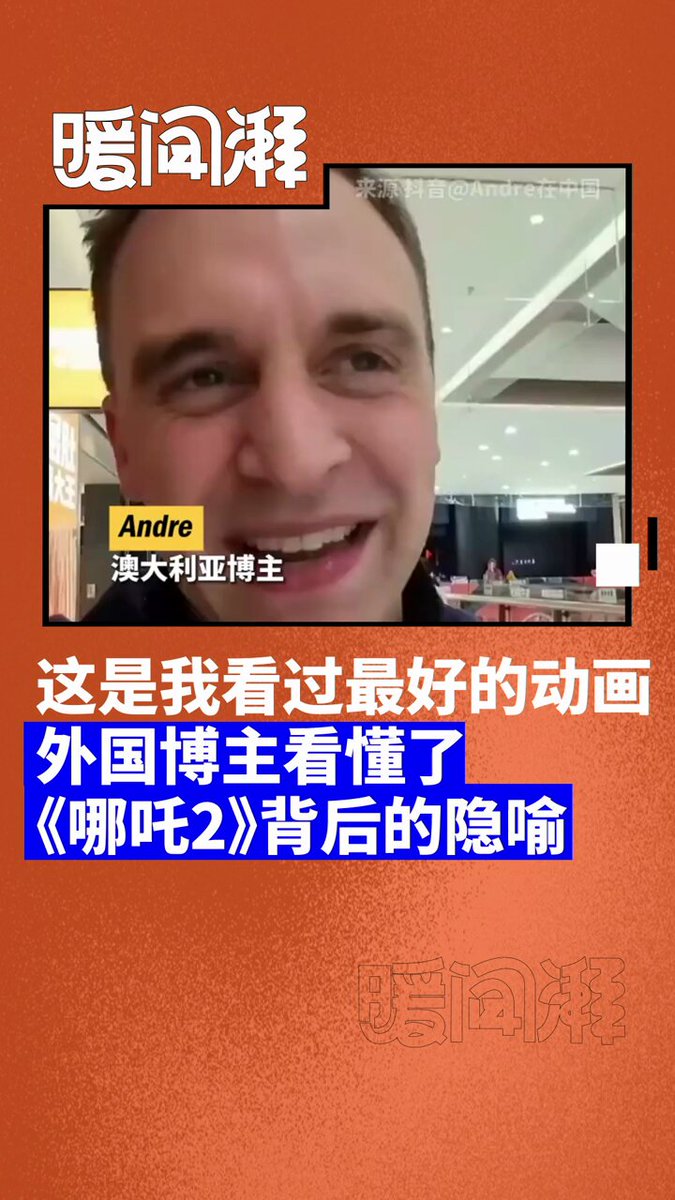 暖闻湃
来源 抖音@Andre在中国
Andre
澳大利亚博主
这是我看过最好的动画
外国博主看懂了
《哪吒2》背后的隐喻
暖闻湃